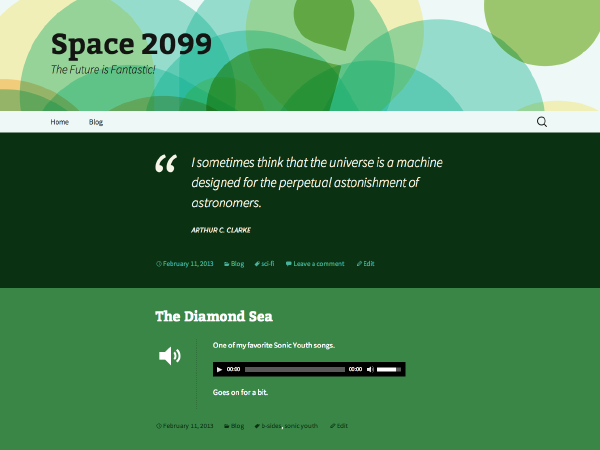 Space 2099
The Future is Fantastic!
Home Blog
“ I sometimes think that the universe is a machine
designed for the perpetual astonishment of
astronomers.
ARTHUR C. CLARKE
February 11, 2013 Blog sci-fi Leave a comment Edit
The Diamond Sea
One of my favorite Sonic Youth songs.
00:00 00:00
Goes on for a bit.
February 11, 2013 Blog b-sides, sonic youth Edit